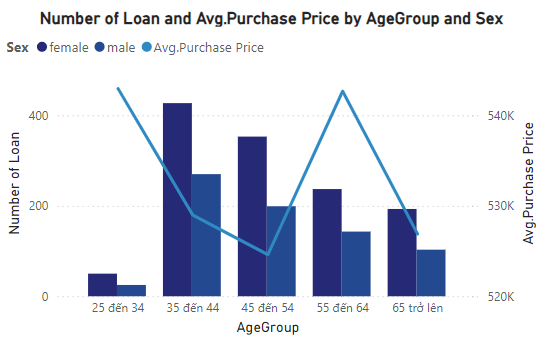 Number of Loan and Avg.Purchase Price by AgeGroup and Sex
Sex female male Avg.Purchase Price
400
200
0
Number of Loan
540K
530K
520K
Avg.Purchase Price
25 đến 34 35 đến 44 45 đến 54 55 đến 64 65 trở lên
AgeGroup